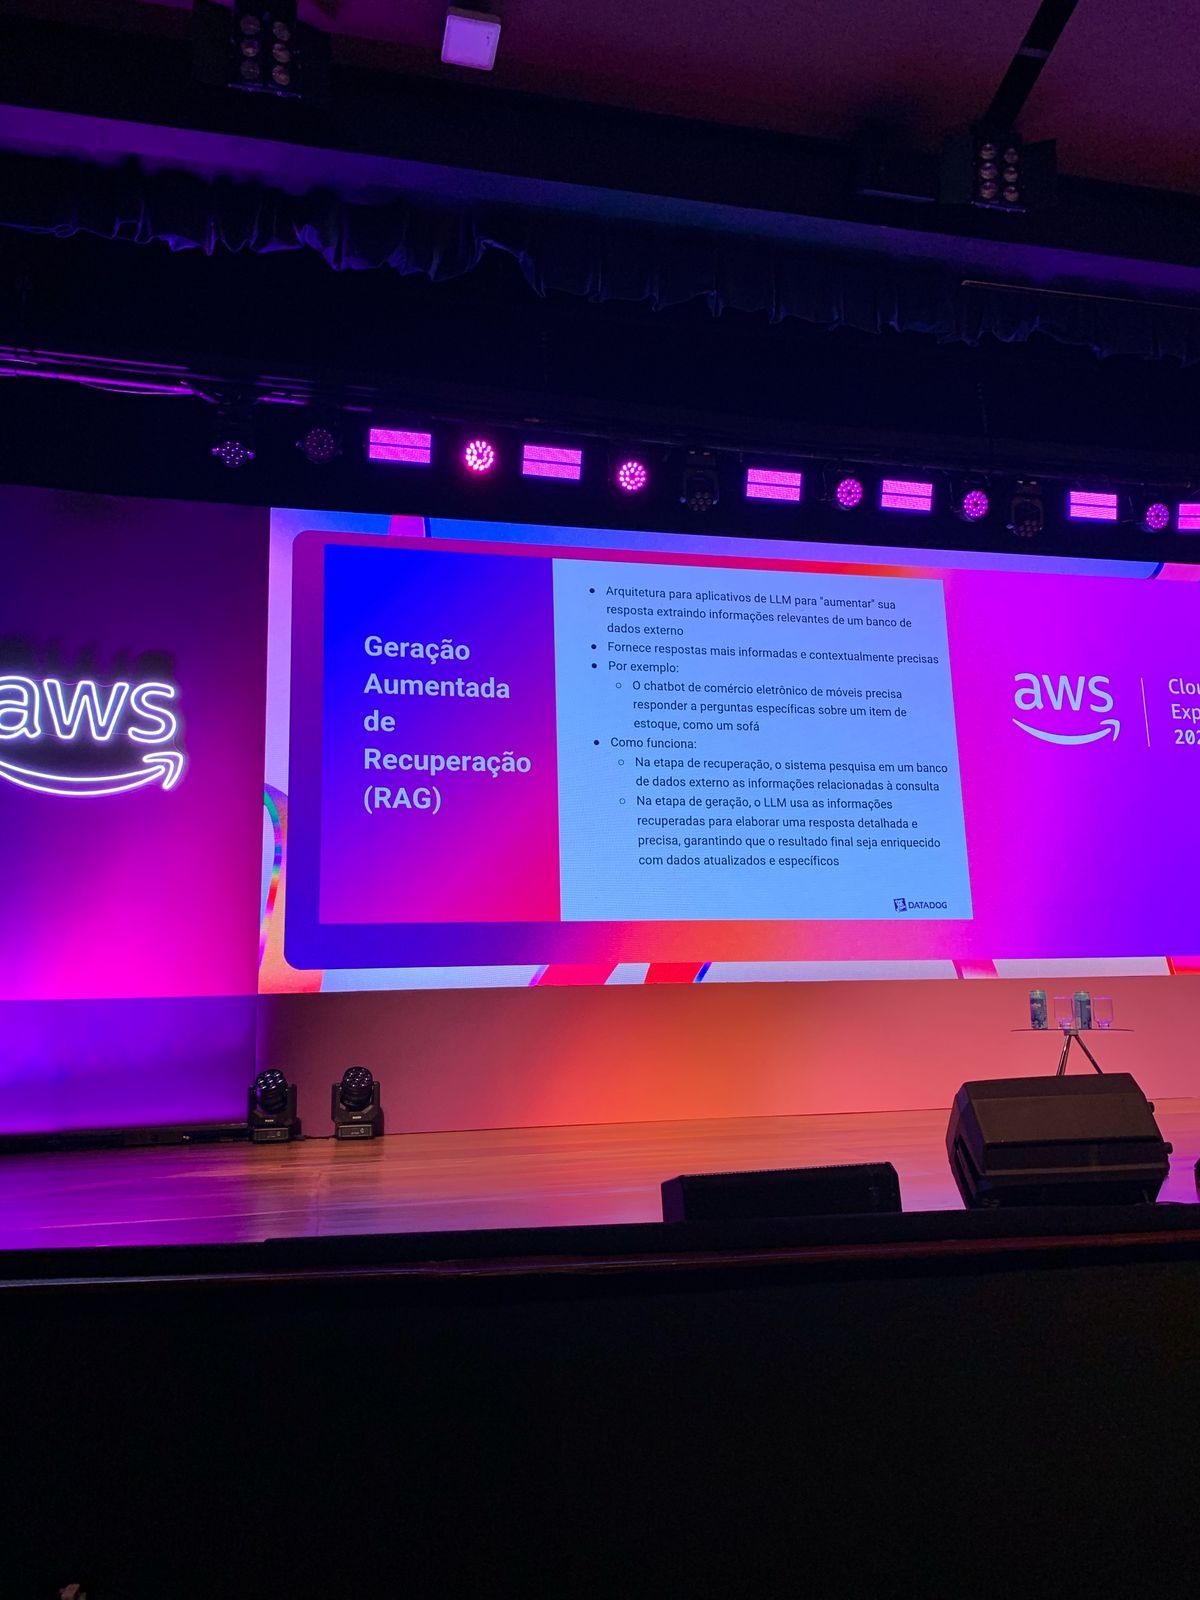 aws
Geração
Aumentada
de
Recuperação
(RAG)
● Arquitetura para aplicativos de LLM para "aumentar" sua
resposta extraindo informações relevantes de um banco de
dados externo
● Fornece respostas mais informadas e contextualmente precisas
● Por exemplo:
○ O chatbot de comércio eletrônico de móveis precisa
responder a perguntas específicas sobre um item de
estoque, como um sofá
● Como funciona:
○ Na etapa de recuperação, o sistema pesquisa em um banco
de dados externo as informações relacionadas à consulta
○ Na etapa de geração, o LLM usa as informações
recuperadas para elaborar uma resposta detalhada e
precisa, garantindo que o resultado final seja enriquecido
com dados atualizados e específicos
DATADOG
aws
Clou
Exp
202